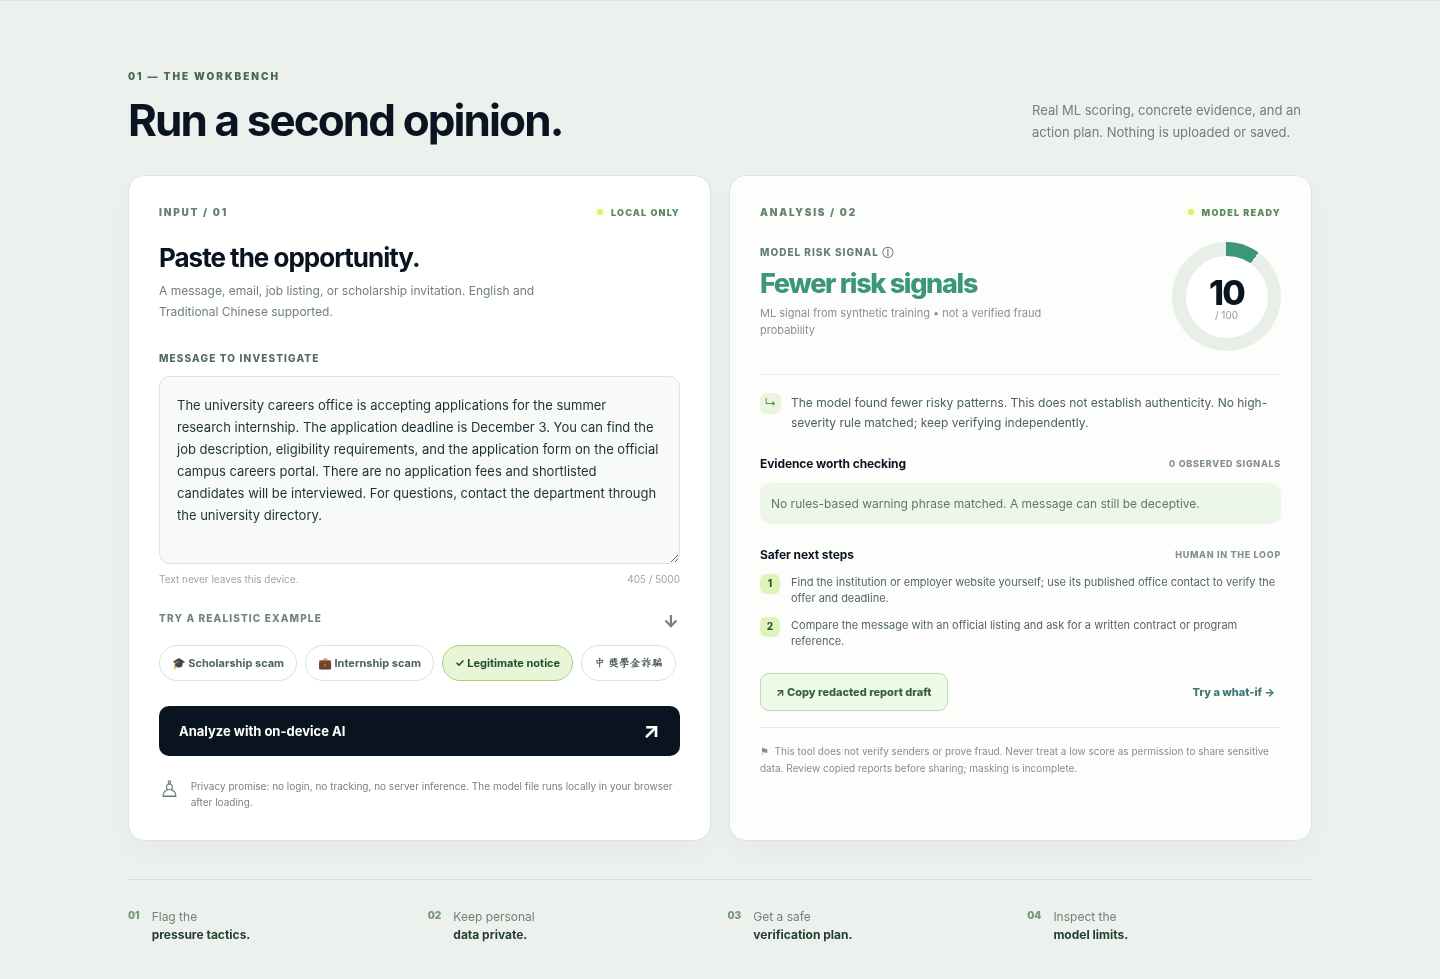 01 — THE WORKBENCH
Run a second opinion.
Real ML scoring, concrete evidence, and an
action plan. Nothing is uploaded or saved.
INPUT / 01
LOCAL ONLY
Paste the opportunity.
A message, email, job listing, or scholarship invitation. English and
Traditional Chinese supported.
MESSAGE TO INVESTIGATE
The university careers office is accepting applications for the summer
research internship. The application deadline is December 3. You can find the
job description, eligibility requirements, and the application form on the official
campus careers portal. There are no application fees and shortlisted
candidates will be interviewed. For questions, contact the department through
the university directory.
Text never leaves this device.
405 / 5000
TRY A REALISTIC EXAMPLE ↓
🎓 Scholarship scam
💼 Internship scam
✓ Legitimate notice
中 獎學金詐騙
Analyze with on-device AI ↗
Privacy promise: no login, no tracking, no server inference. The model file runs locally in your browser
after loading.
ANALYSIS / 02
MODEL READY
MODEL RISK SIGNAL ⓘ
Fewer risk signals
ML signal from synthetic training • not a verified fraud
probability
10
/ 100
↳ The model found fewer risky patterns. This does not establish authenticity. No high-
severity rule matched; keep verifying independently.
Evidence worth checking
0 OBSERVED SIGNALS
No rules-based warning phrase matched. A message can still be deceptive.
Safer next steps
HUMAN IN THE LOOP
1 Find the institution or employer website yourself; use its published office contact to verify the
offer and deadline.
2 Compare the message with an official listing and ask for a written contract or program
reference.
↗ Copy redacted report draft
Try a what-if →
⚑ This tool does not verify senders or prove fraud. Never treat a low score as permission to share sensitive
data. Review copied reports before sharing; masking is incomplete.
01 Flag the
pressure tactics.
02 Keep personal
data private.
03 Get a safe
verification plan.
04 Inspect the
model limits.